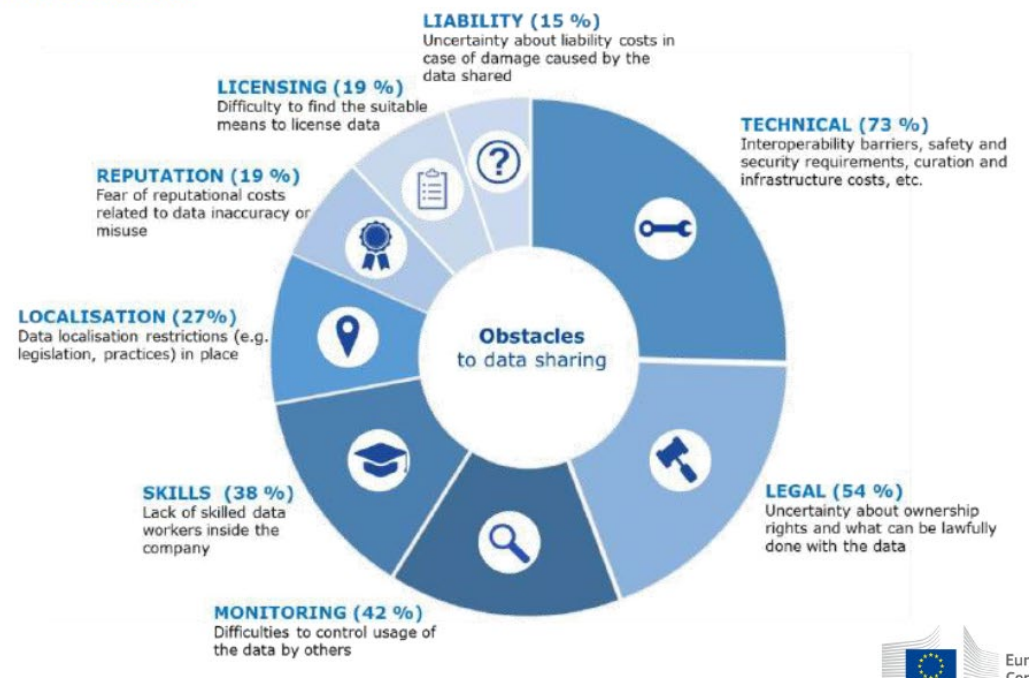 LIABILITY (15 %)
Uncertainty about liability costs in
case of damage caused by the
data shared
LICENSING (19 %)
Difficulty to find the suitable
means to license data
TECHNICAL (73 %)
Interoperability barriers, safety and
security requirements, curation and
infrastructure costs, etc.
REPUTATION (19 %)
Fear of reputational costs
related to data inaccuracy or
misuse
LOCALISATION (27%)
Data localisation restrictions (e.g.
legislation, practices) in place
Obstacles
to data sharing
SKILLS (38 %)
Lack of skilled data
workers inside the
company
LEGAL (54 %)
Uncertainty about ownership
rights and what can be lawfully
done with the data
MONITORING (42 %)
Difficulties to control usage of
the data by others
?